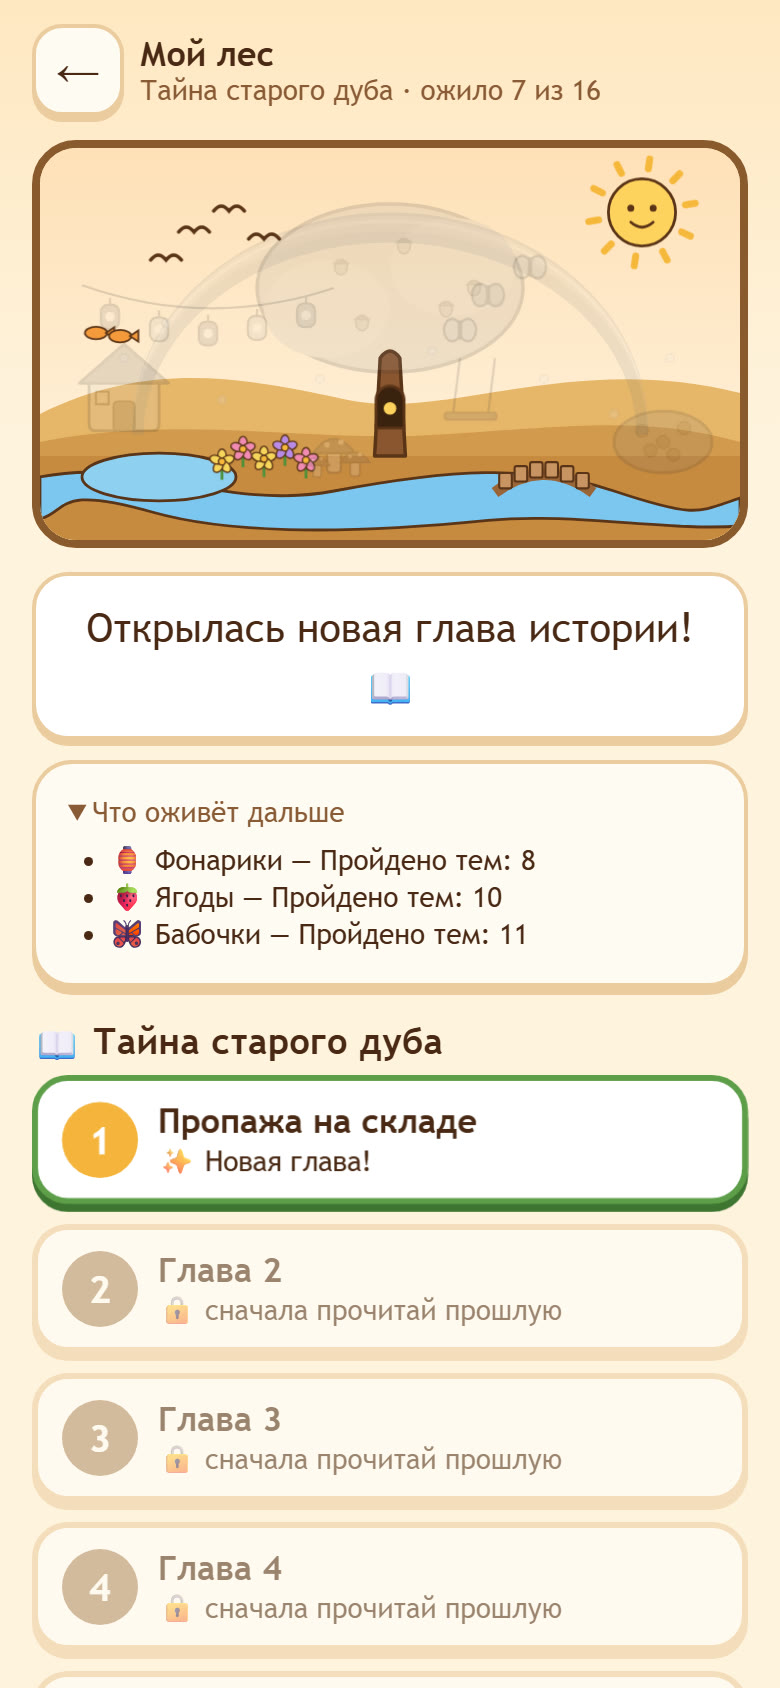 Мой лес
Тайна старого дуба · ожило 7 из 16
Открылась новая глава истории!
Что оживёт дальше
Фонарики — Пройдено тем: 8
Ягоды — Пройдено тем: 10
Бабочки — Пройдено тем: 11
Тайна старого дуба
1
Пропажа на складе
Новая глава!
2
Глава 2
сначала прочитай прошлую
3
Глава 3
сначала прочитай прошлую
4
Глава 4
сначала прочитай прошлую